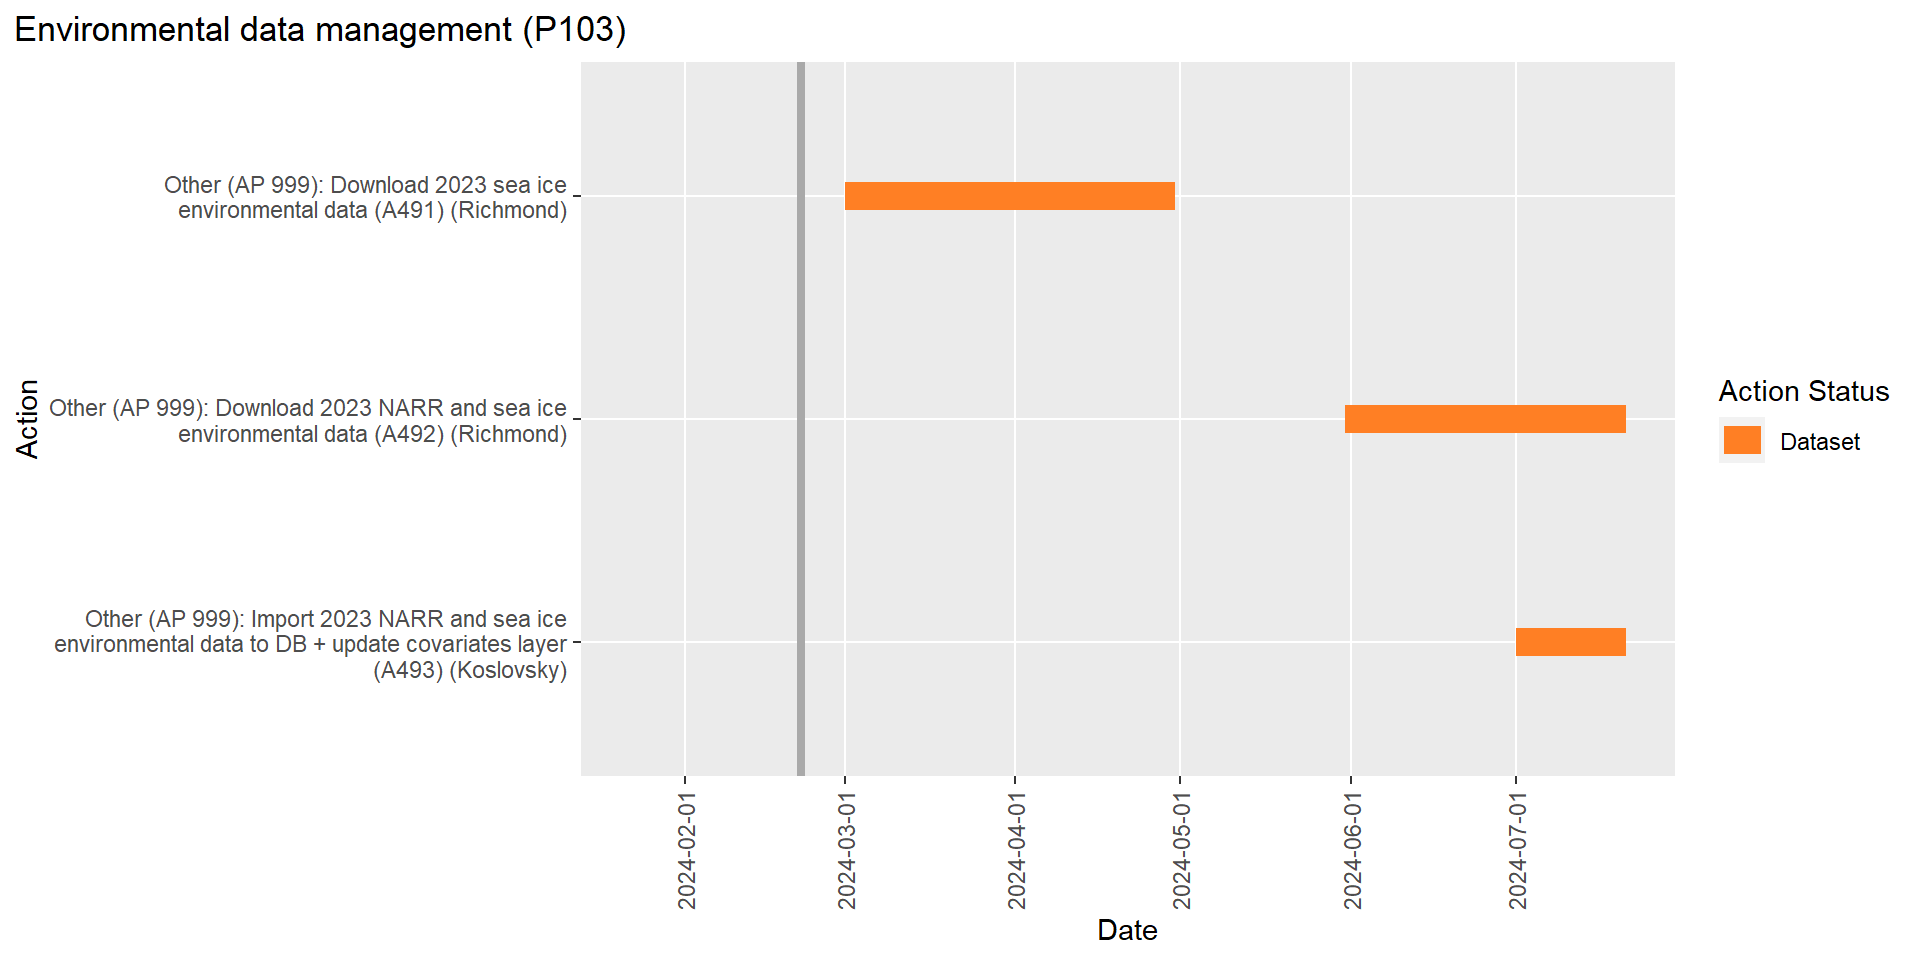 Environmental data management (P103)
Other (AP 999): Download 2023 sea ice
environmental data (A491) (Richmond)
Other (AP 999): Download 2023 NARR and sea ice
environmental data (A492) (Richmond)
Other (AP 999): Import 2023 NARR and sea ice
environmental data to DB + update covariates layer
(A493) (Koslovsky)
Action
2024-02-01
2024-03-01
2024-04-01
2024-05-01
2024-06-01
2024-07-01
Date
Action Status
Dataset